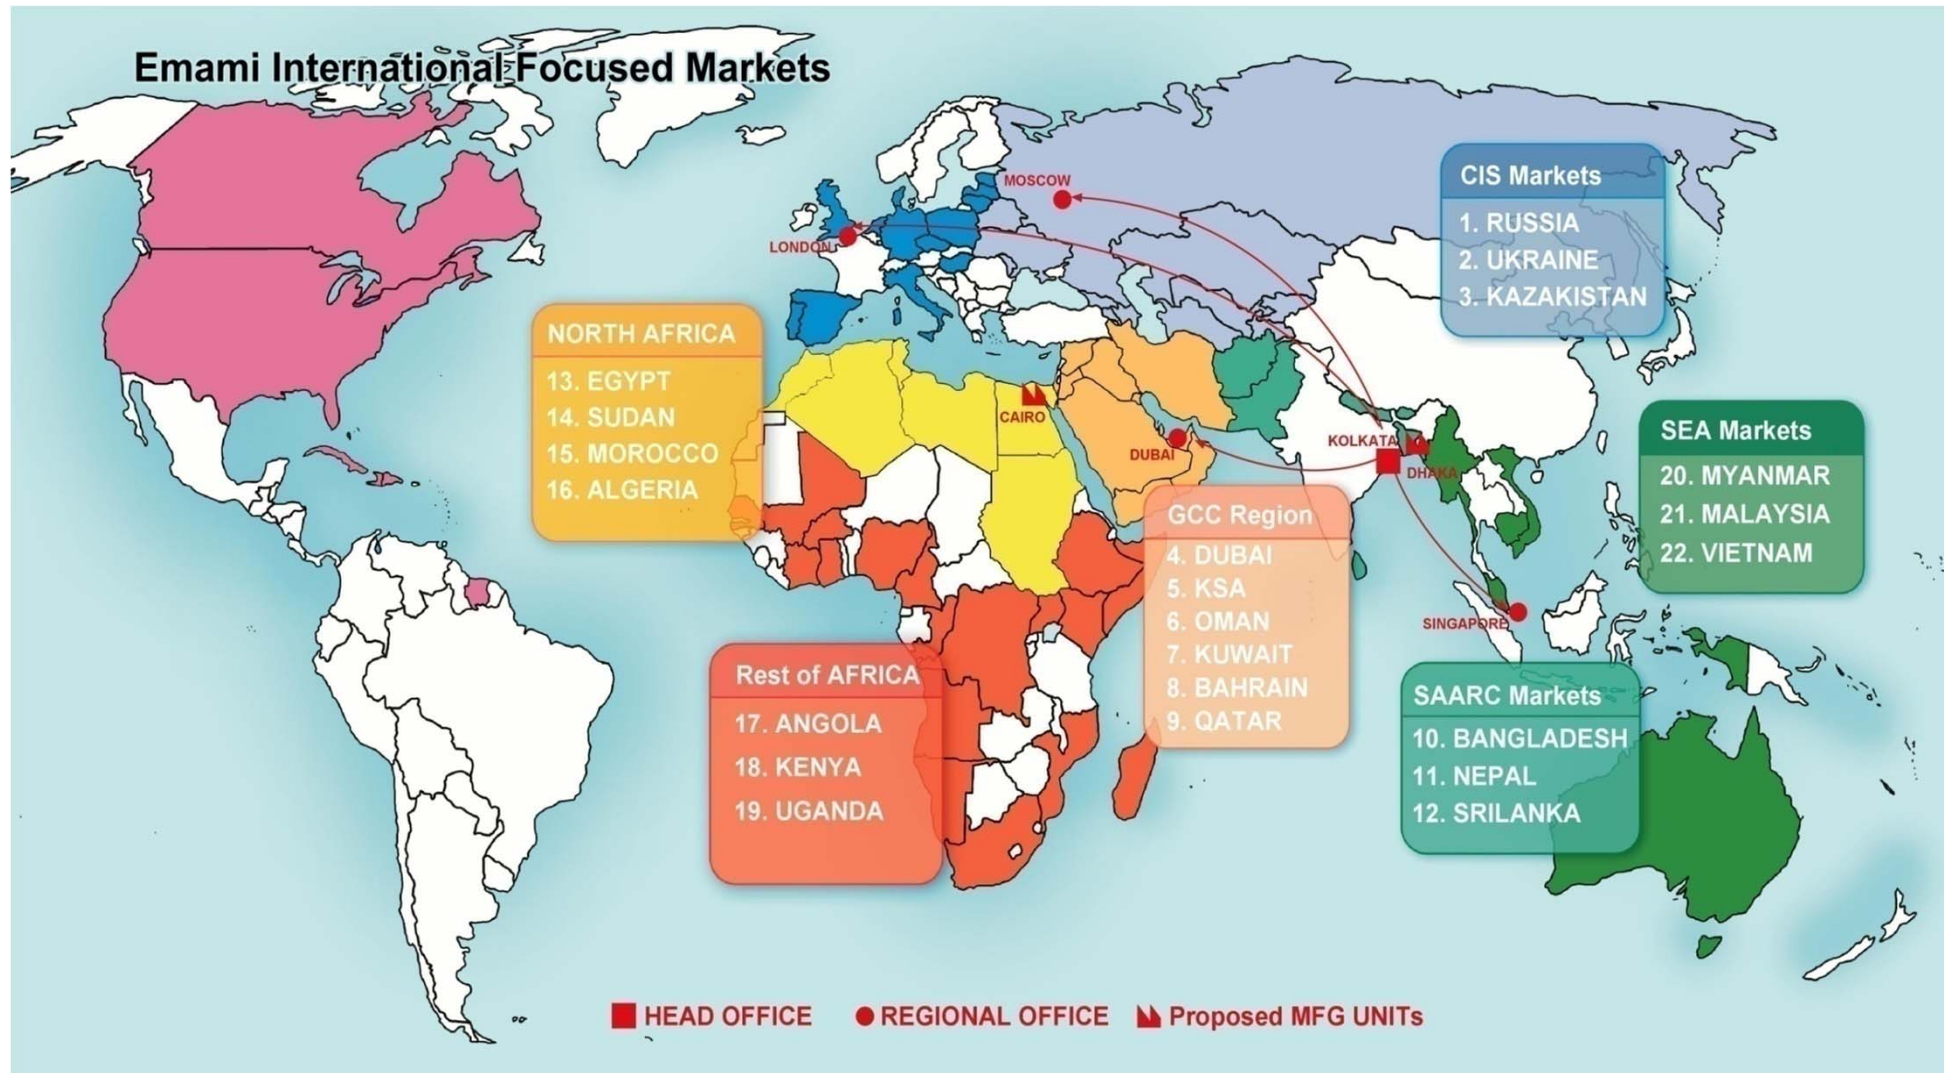 Emami International Focused Markets
MOSCOW
LONDON
CIS Markets
1. RUSSIA
2. UKRAINE
3. KAZAKISTAN
NORTH AFRICA
13. EGYPT
14. SUDAN
15. MOROCCO
16. ALGERIA
CAIRO
DUBAI
KOLKATA
DHAKA
SEA Markets
20. MYANMAR
21. MALAYSIA
22. VIETNAM
GCC Region
4. DUBAI
5. KSA
6. OMAN
7. KUWAIT
8. BAHRAIN
9. QATAR
SINGAPORE
Rest of AFRICA
17. ANGOLA
18. KENYA
19. UGANDA
SAARC Markets
10. BANGLADESH
11. NEPAL
12. SRILANKA
HEAD OFFICE
REGIONAL OFFICE
Proposed MFG UNITs